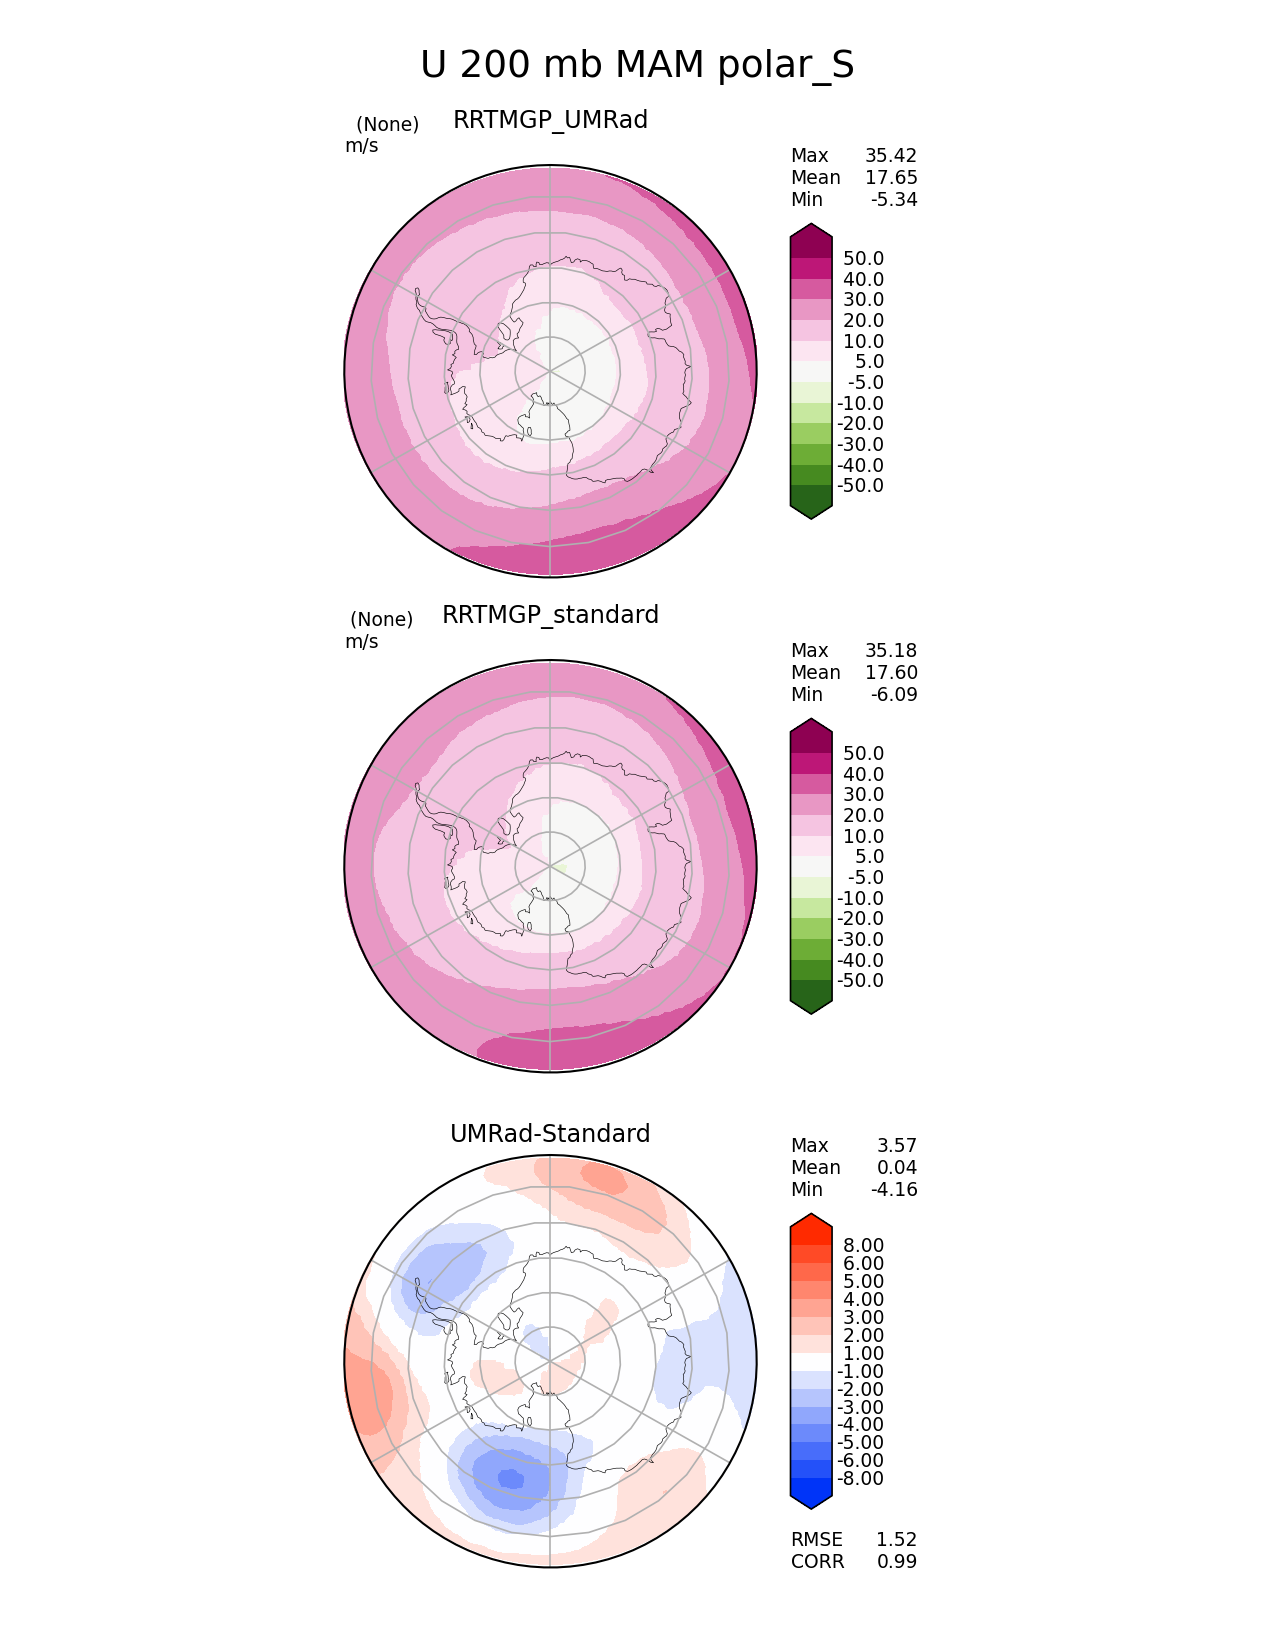 U 200 mb MAM polar_S
(None) RRTMGP_UMRad
m/s
Max 35.42
Mean 17.65
Min -5.34
50.0
40.0
30.0
20.0
10.0
5.0
-5.0
-10.0
-20.0
-30.0
-40.0
-50.0
(None) RRTMGP_standard
m/s
Max 35.18
Mean 17.60
Min -6.09
50.0
40.0
30.0
20.0
10.0
5.0
-5.0
-10.0
-20.0
-30.0
-40.0
-50.0
UMRad-Standard
Max 3.57
Mean 0.04
Min -4.16
8.00
6.00
5.00
4.00
3.00
2.00
1.00
-1.00
-2.00
-3.00
-4.00
-5.00
-6.00
-8.00
RMSE 1.52
CORR 0.99